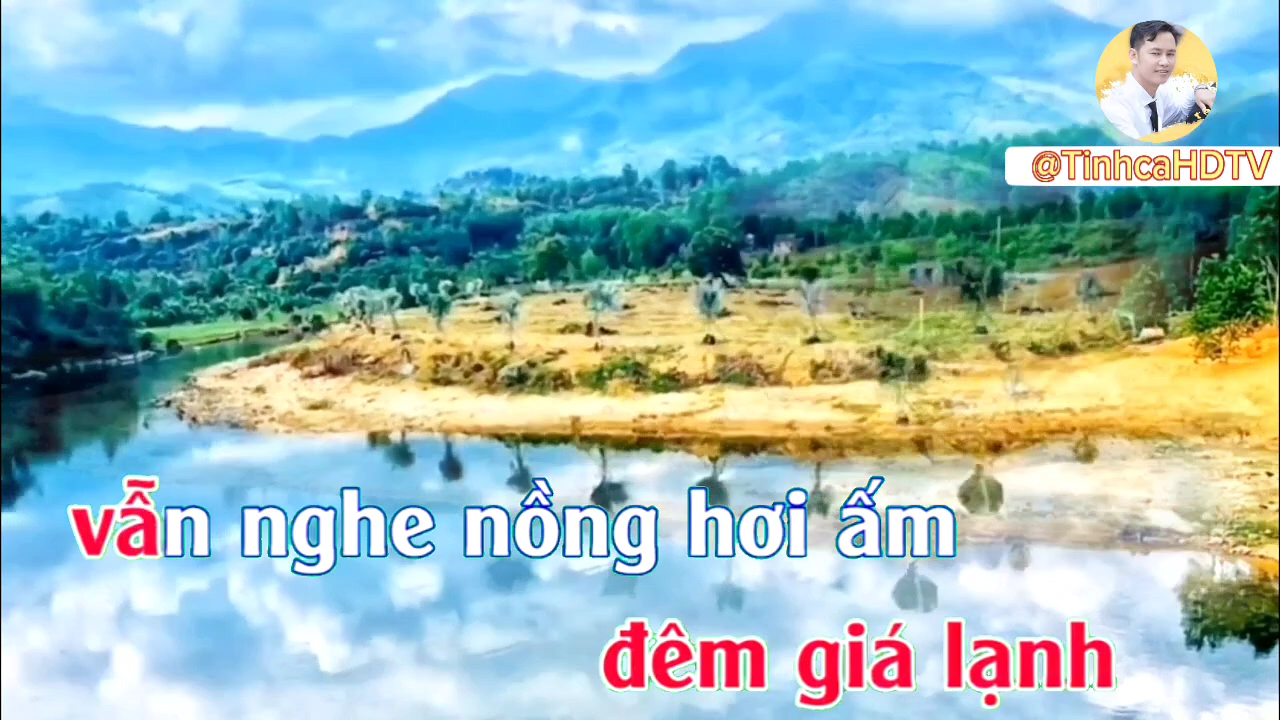 @TinhcaHDTV
vẫn nghe nồng hơi ấm
đêm giá lạnh